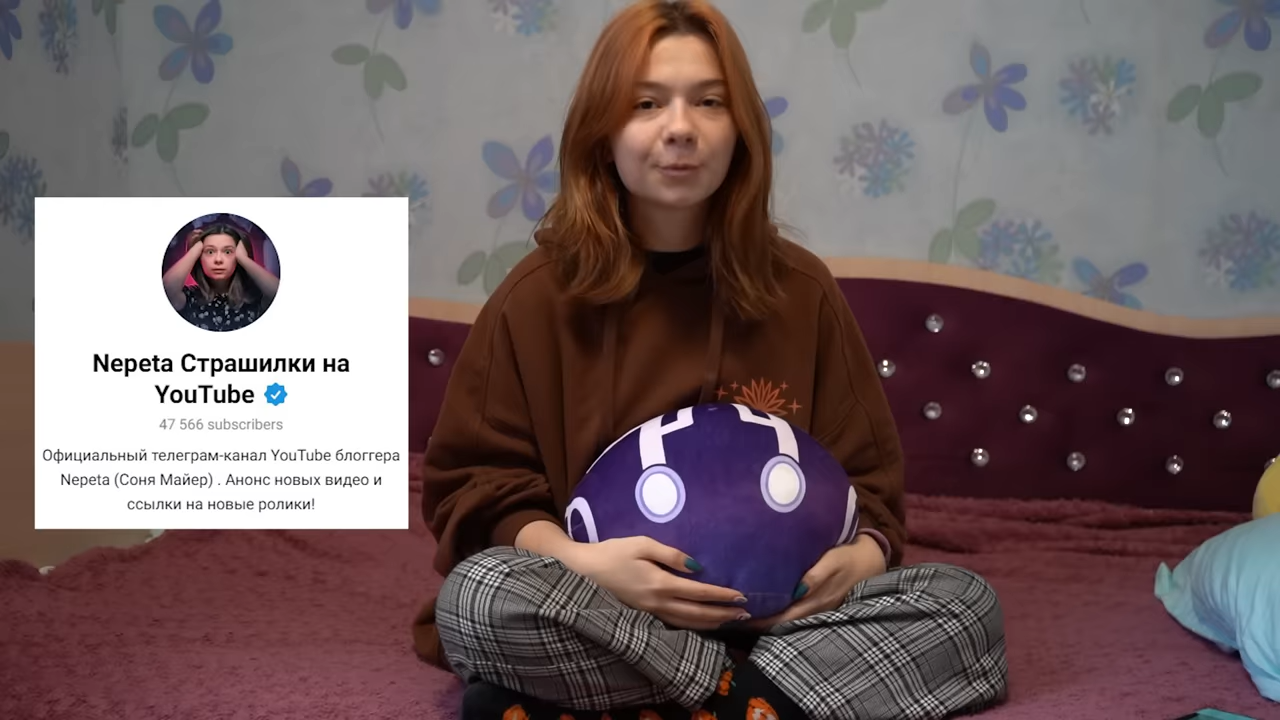 Nepeta Страшилки на
YouTube
47 566 subscribers
Официальный телеграм-канал YouTube блоггера
Nepeta (Соня Майер) . Анонс новых видео и
ссылки на новые ролики!